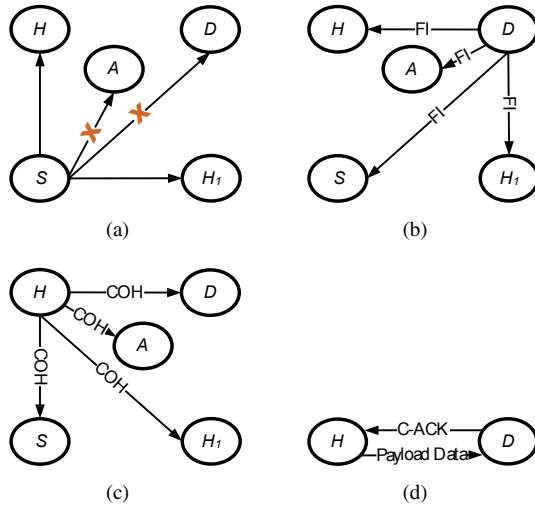 H
D
A
S
H₁
(a)
H
FI
D
A
FI
FI
FI
S
H₁
(b)
H
COH
D
COH
A
COH
COH
S
H₁
(c)
H
C-ACK
D
Payload Data
(d)